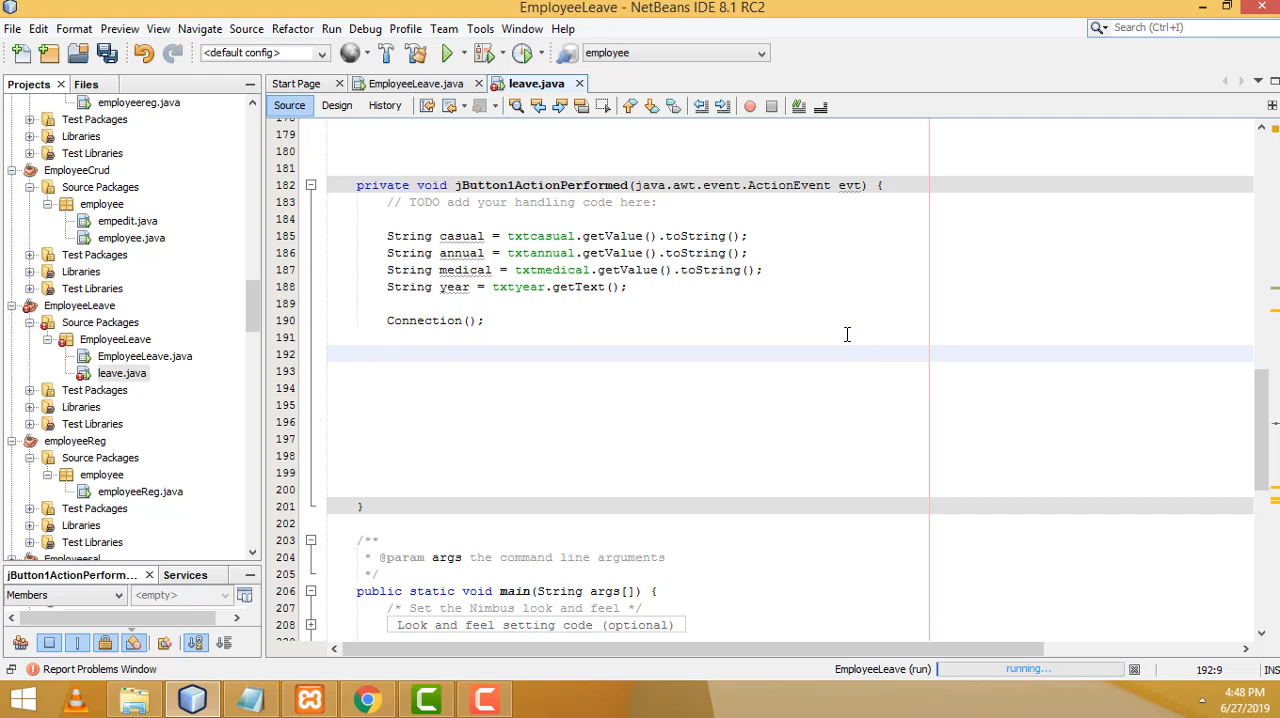 EmployeeLeave - NetBeans IDE 8.1 RC2
File Edit Format Preview View Navigate Source Refactor Run Debug Profile Team Tools Window Help
Search (Ctrl+I)
<default config>
employee
Projects Files
Start Page EmployeeLeave.java leave.java
Source Design History
employeereg.java
Test Packages
Libraries
Test Libraries
EmployeeCrud
Source Packages
employee
empedit.java
employee.java
Test Packages
Libraries
Test Libraries
EmployeeLeave
Source Packages
EmployeeLeave
EmployeeLeave.java
leave.java
Test Packages
Libraries
Test Libraries
employeeReg
Source Packages
employee
employeeReg.java
Test Packages
Libraries
Test Libraries
Employeesal
179
180
181
182 private void jButton1ActionPerformed(java.awt.event.ActionEvent evt) {
183 // TODO add your handling code here:
184
185 String casual = txtcasual.getValue().toString();
186 String annual = txtannual.getValue().toString();
187 String medical = txtmedical.getValue().toString();
188 String year = txtyear.getText();
189
190 Connection();
191
192
193
194
195
196
197
198
199
200
201 }
202
203 /**
204 * @param args the command line arguments
205 */
206 public static void main(String args[]) {
207 /* Set the Nimbus look and feel */
208 Look and feel setting code (optional)
jButton1ActionPerform... Services
Members <empty>
Report Problems Window
EmployeeLeave (run) running... 192:9 INS
4:48 PM
6/27/2019